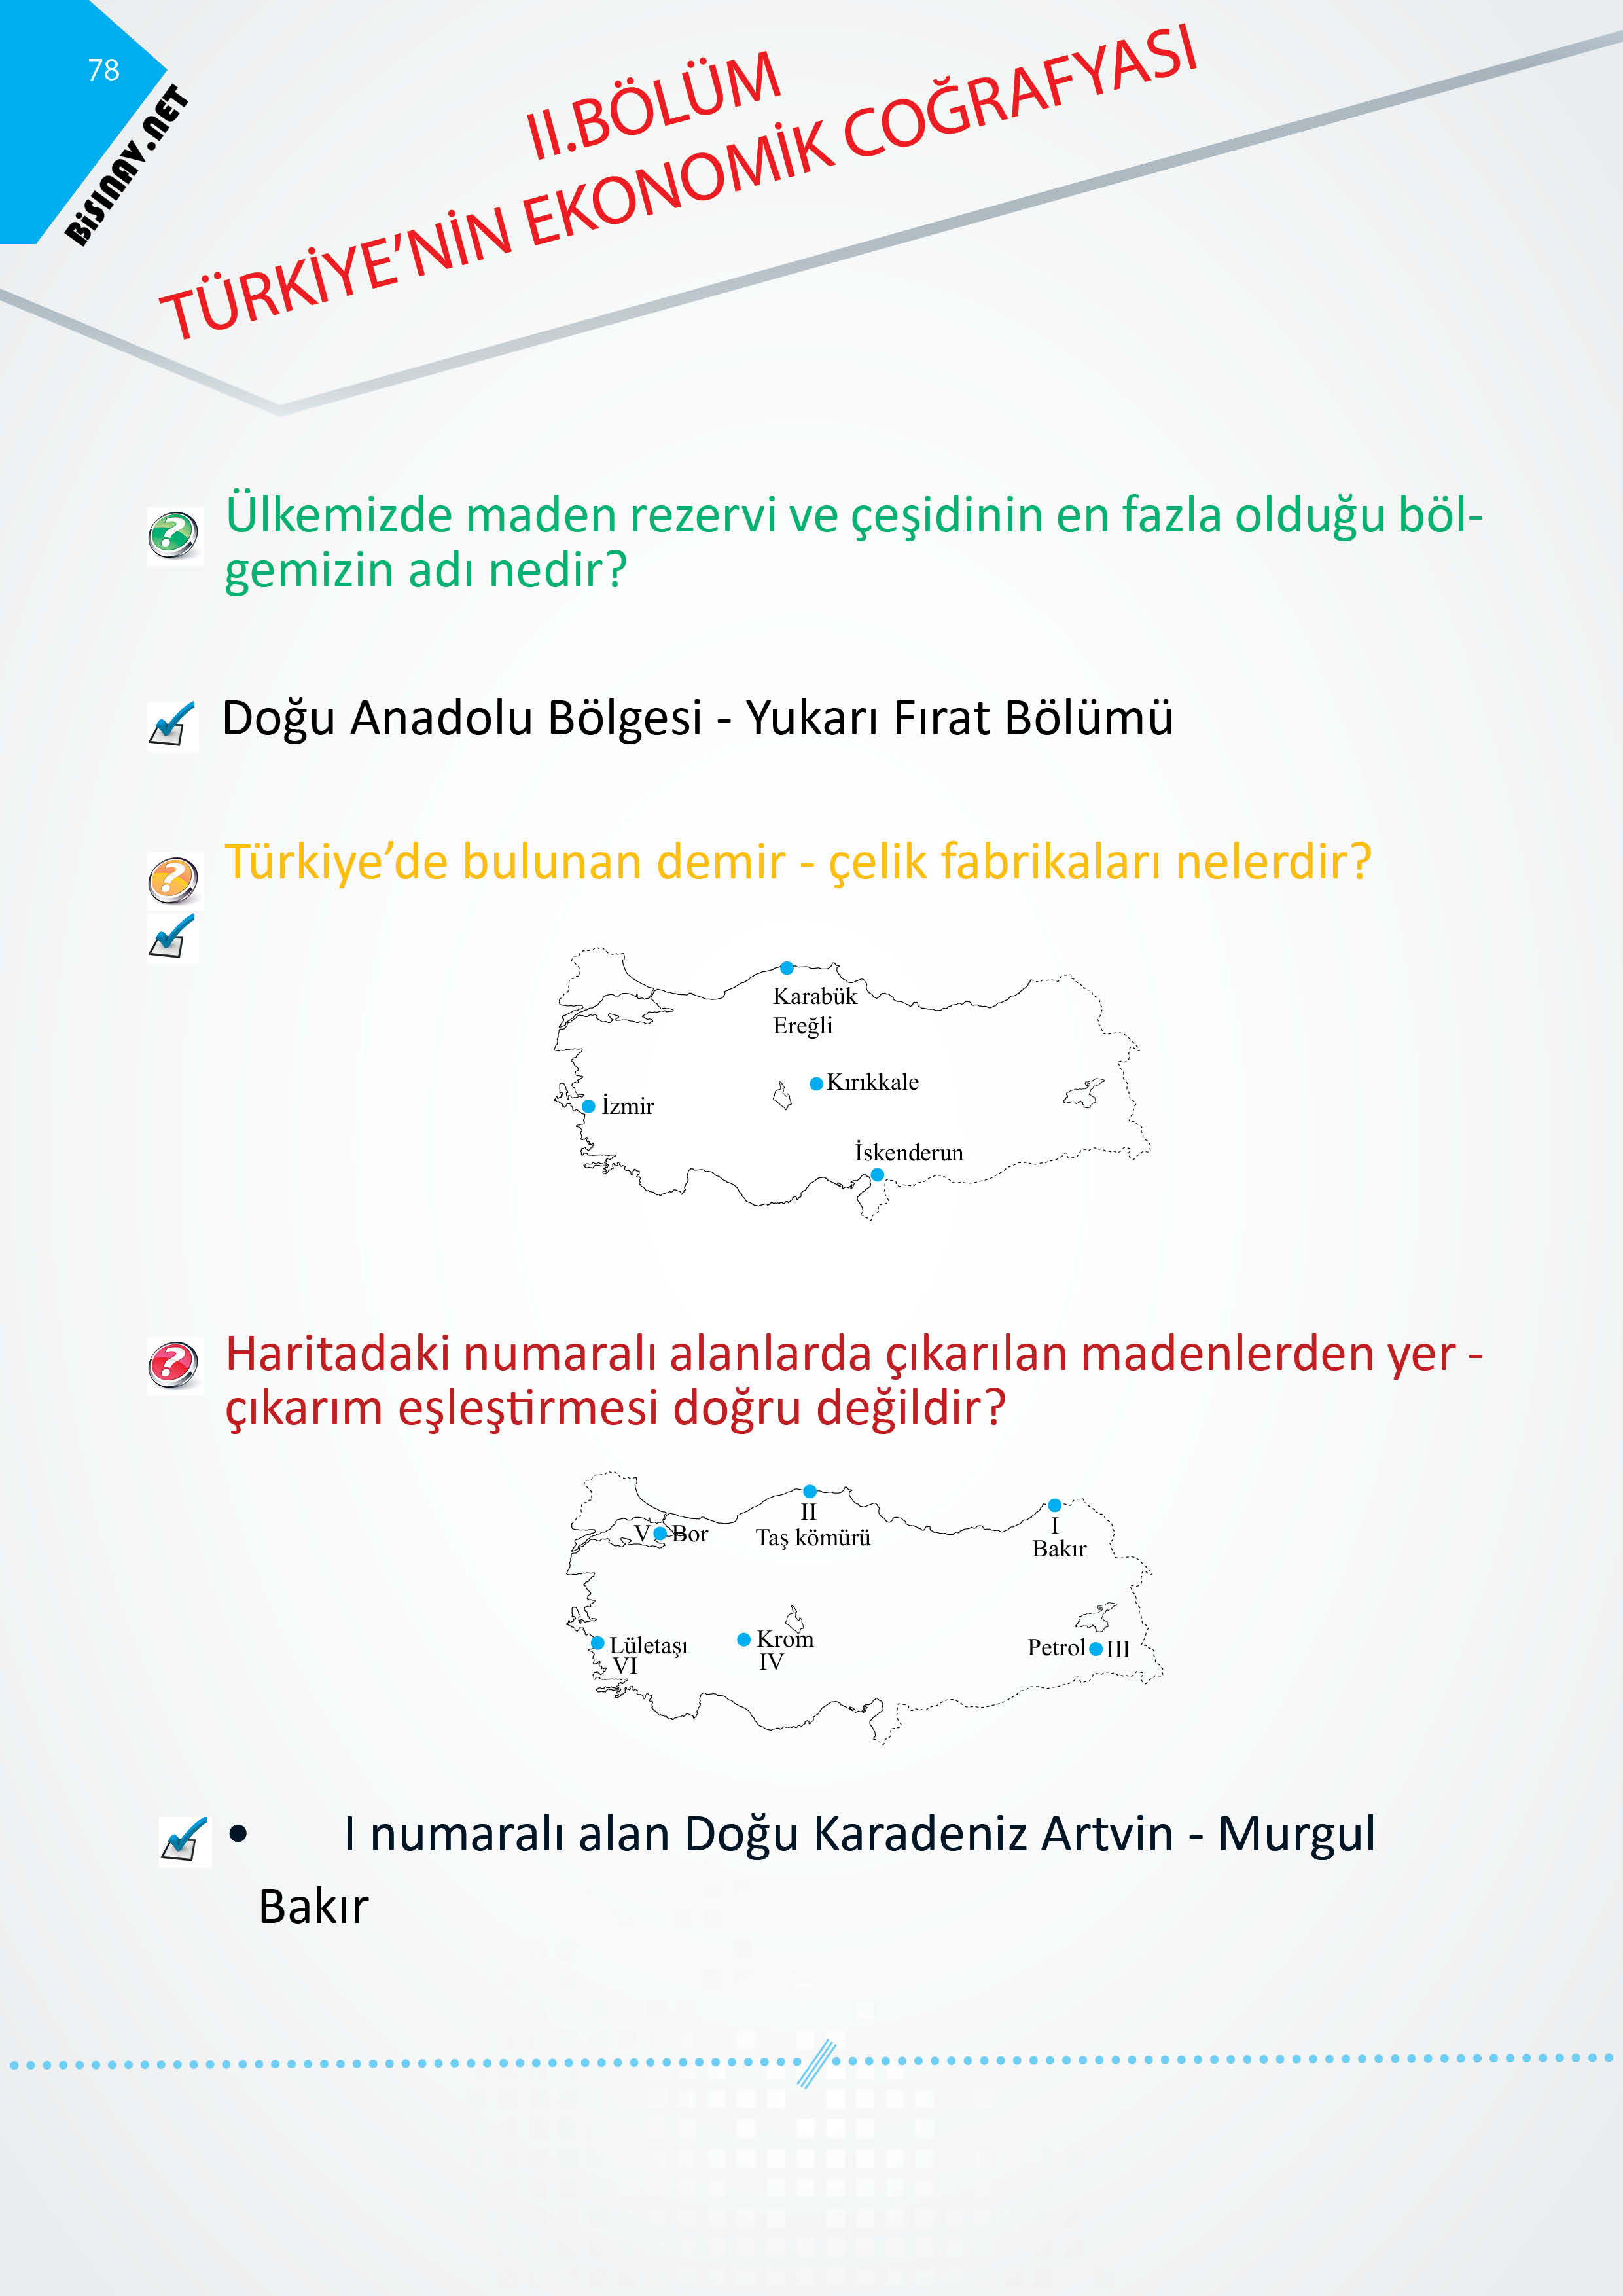 78
BiSINAV.NET
II.BÖLÜM
TÜRKİYE’NİN EKONOMİK COĞRAFYASI
Ülkemizde maden rezervi ve çeşidinin en fazla olduğu böl-
gemizin adı nedir?
Doğu Anadolu Bölgesi - Yukarı Fırat Bölümü
Türkiye’de bulunan demir - çelik fabrikaları nelerdir?
Karabük
Ereğli
Kırıkkale
İzmir
İskenderun
Haritadaki numaralı alanlarda çıkarılan madenlerden yer -
çıkarım eşleştirmesi doğru değildir?
II
Taş kömürü
I
Bakır
V Bor
Lületaşı
VI
Krom
IV
Petrol III
• I numaralı alan Doğu Karadeniz Artvin - Murgul
Bakır